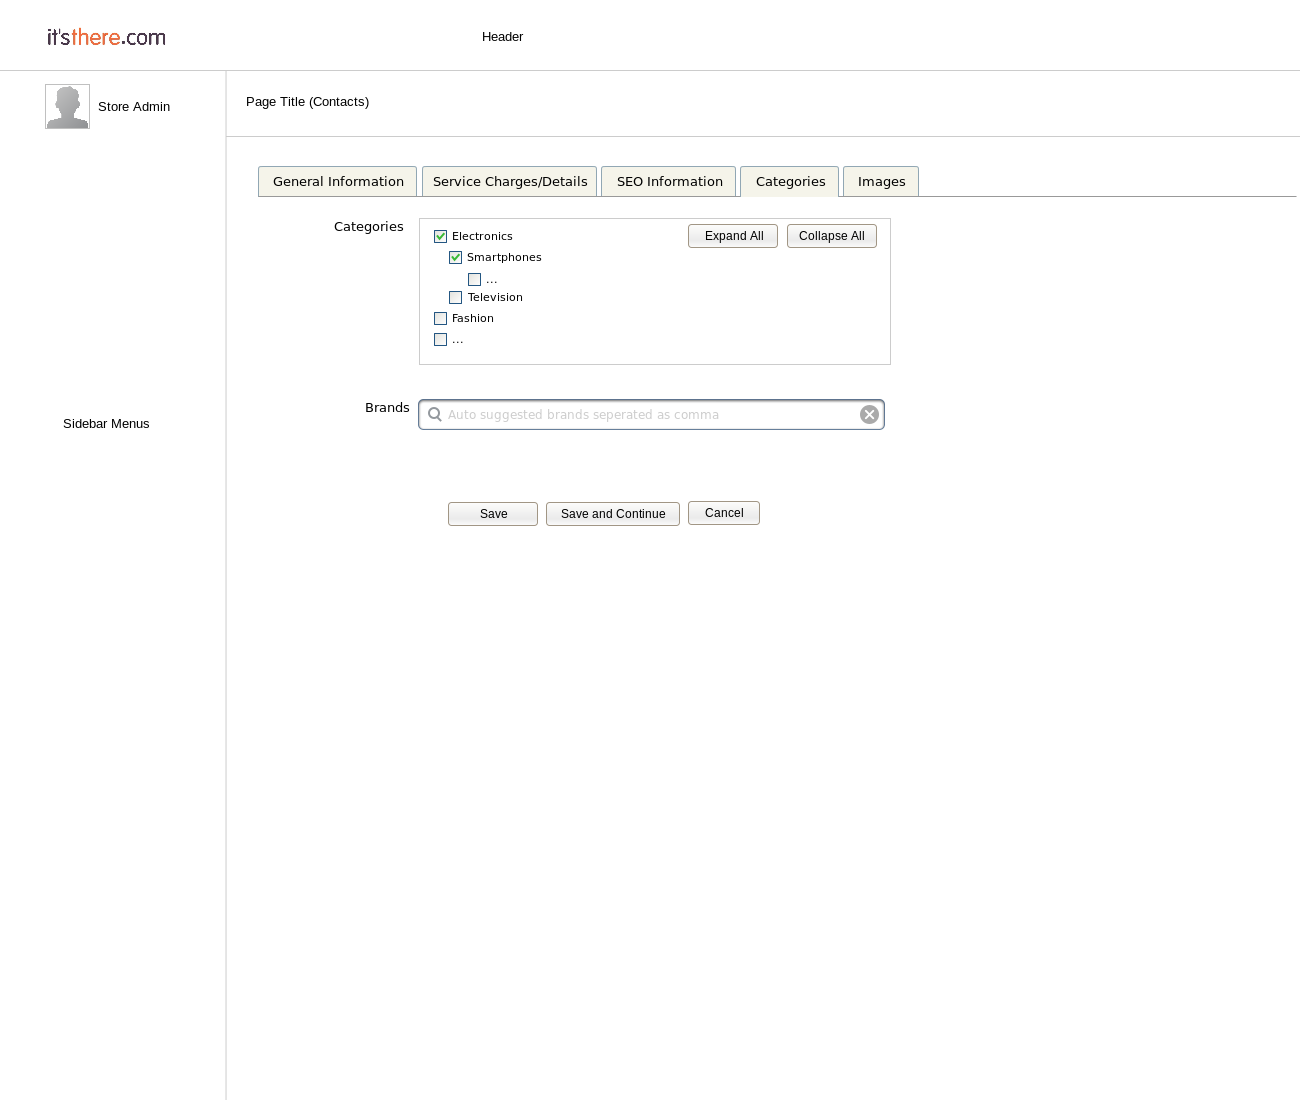 it'sthere.com
Header
Store Admin
Page Title (Contacts)
General Information
Service Charges/Details
SEO Information
Categories
Images
Categories
Electronics
Expand All
Collapse All
Smartphones
...
Television
Fashion
...
Brands
Auto suggested brands seperated as comma
Sidebar Menus
Save
Save and Continue
Cancel